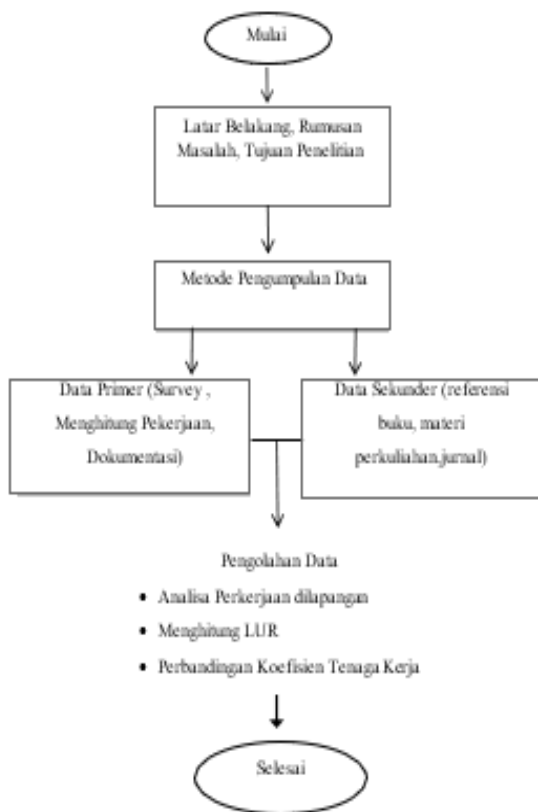 Mulai
Latar Belakang, Rumusan
Masalah, Tujuan Penelitian
Metode Pengumpulan Data
Data Primer (Survey ,
Menghitung Pekerjaan,
Dokumentasi)
Data Sekunder (referensi
buku, materi
perkuliahan,jurnal)
Pengolahan Data
• Analisa Perkerjaan dilapangan
• Menghitung LUR
• Perbandingan Koefisien Tenaga Kerja
Selesai